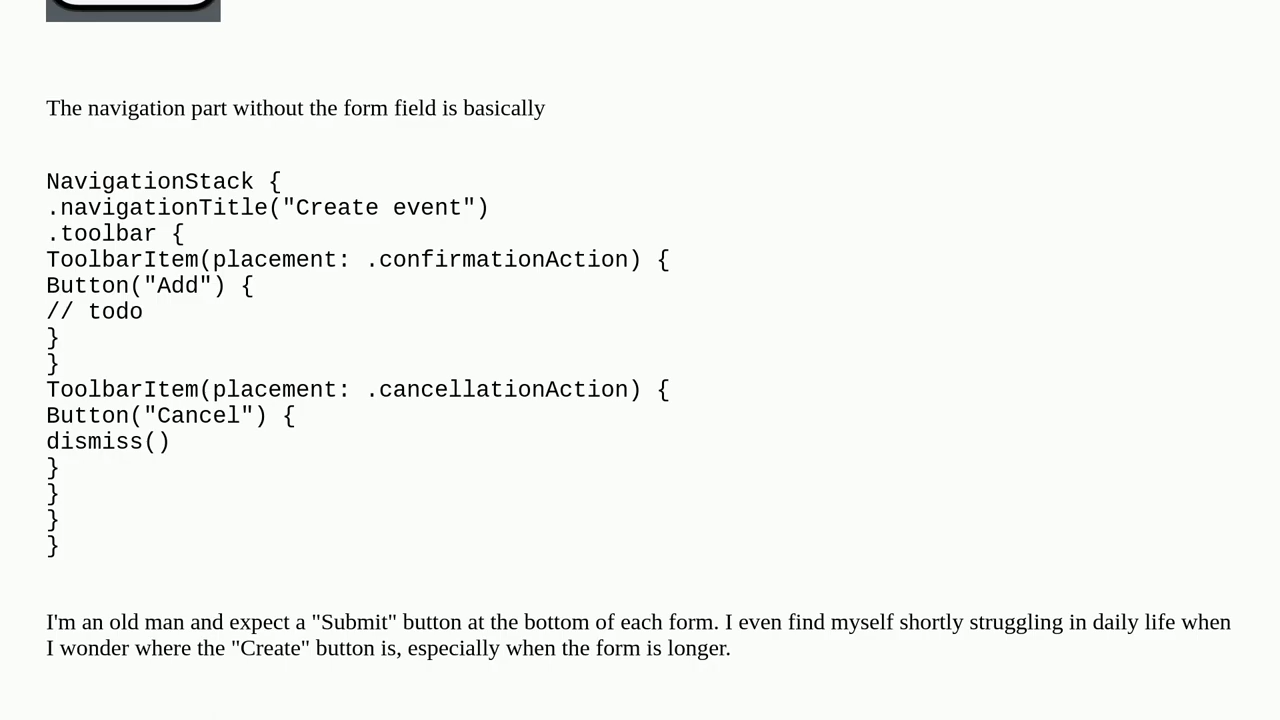 The navigation part without the form field is basically
NavigationStack {
.navigationTitle("Create event")
.toolbar {
ToolbarItem(placement: .confirmationAction) {
Button("Add") {
// todo
}
}
ToolbarItem(placement: .cancellationAction) {
Button("Cancel") {
dismiss()
}
}
}
}
I'm an old man and expect a "Submit" button at the bottom of each form. I even find myself shortly struggling in daily life when
I wonder where the "Create" button is, especially when the form is longer.